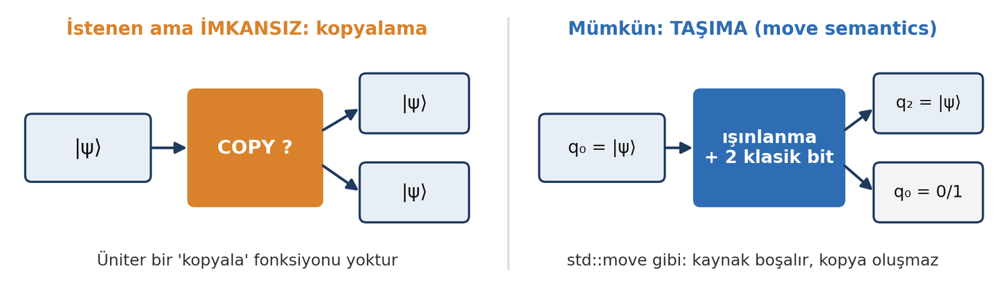 İstenen ama İMKANSIZ: kopyalama
|ψ⟩
COPY ?
|ψ⟩
|ψ⟩
Üniter bir 'kopyala' fonksiyonu yoktur
Mümkün: TAŞIMA (move semantics)
q₀ = |ψ⟩
ışınlanma
+ 2 klasik bit
q₂ = |ψ⟩
q₀ = 0/1
std::move gibi: kaynak boşalır, kopya oluşmaz